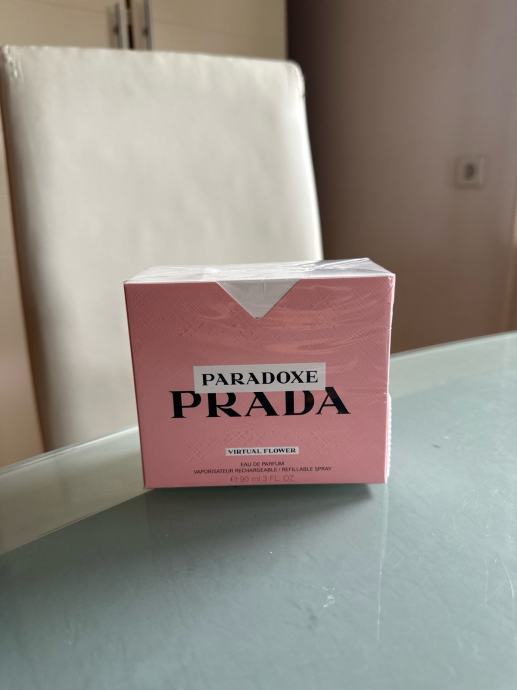 PARADOXE
PRADA
VIRTUAL FLOWER
EAU DE PARFUM
VAPORISATEUR RECHARGEABLE / REFILLABLE SPRAY
℮ 90 ml 3 FL. OZ.